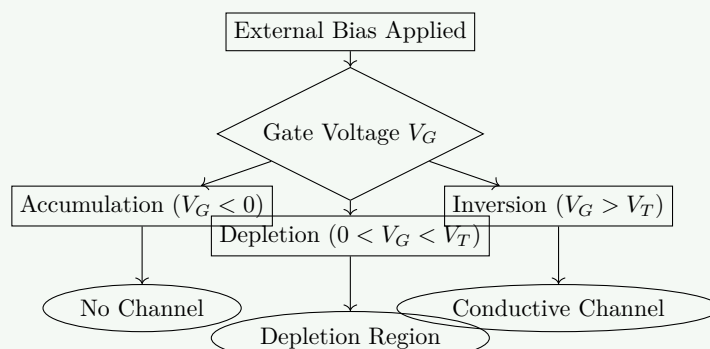 External Bias Applied
Gate Voltage $V_G$
Accumulation ($V_G < 0$)
Inversion ($V_G > V_T$)
Depletion ($0 < V_G < V_T$)
No Channel
Conductive Channel
Depletion Region